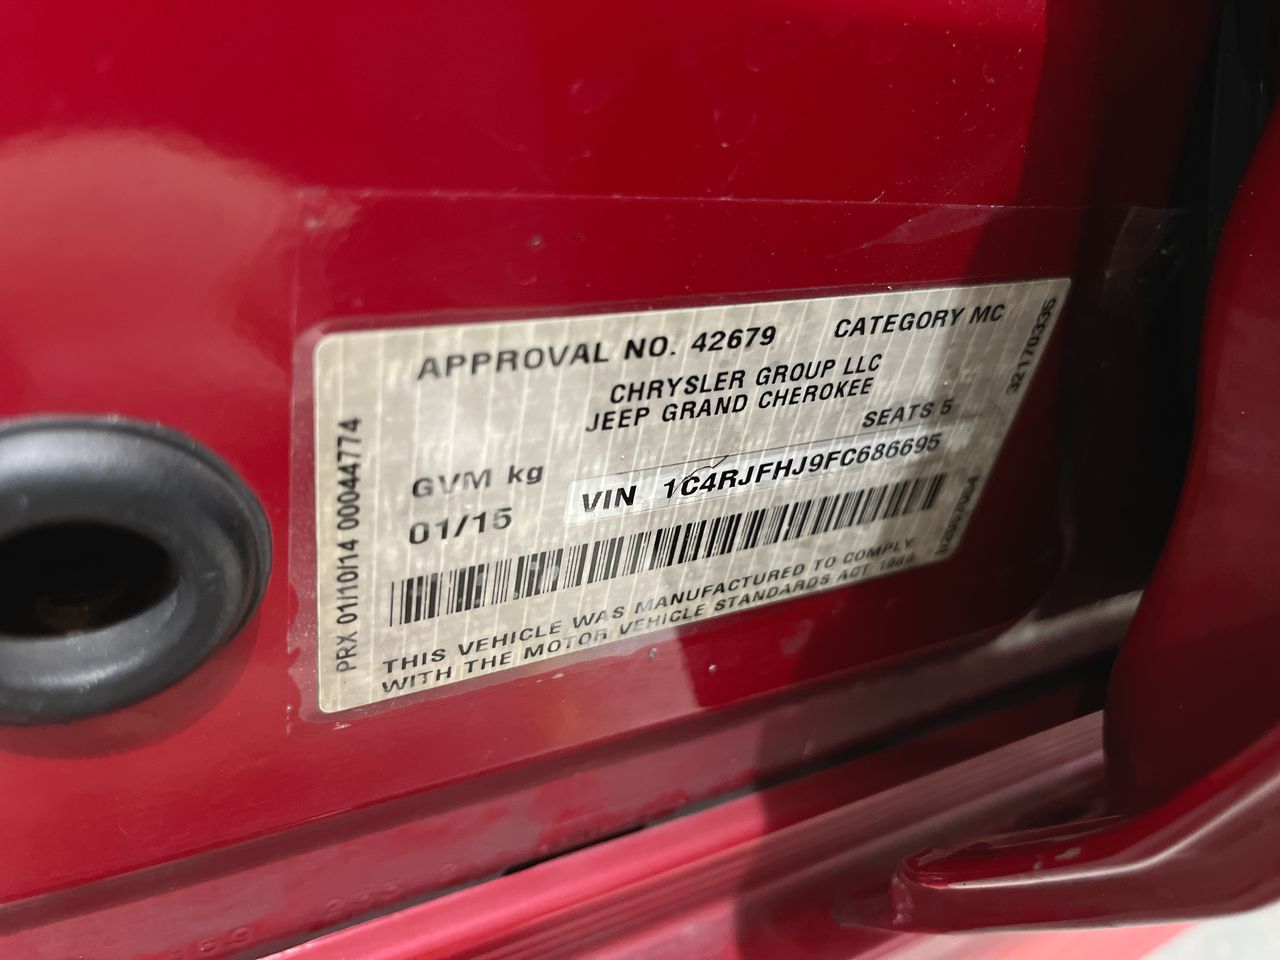 APPROVAL NO. 42679 CATEGORY MC
CHRYSLER GROUP LLC
JEEP GRAND CHEROKEE
SEATS 5
GVM kg
VIN 1C4RJFHJ9FC686695
01/15
THIS VEHICLE WAS MANUFACTURED TO COMPLY
WITH THE MOTOR VEHICLE STANDARDS ACT 1989.
PRX 01/10/14 00044774
32170335